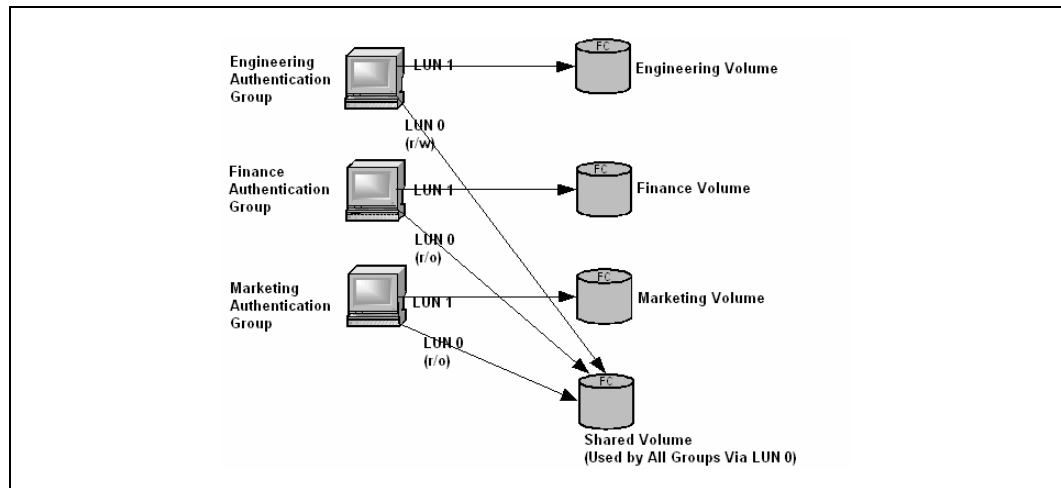 FC
Engineering
Authentication
Group
LUN 1
Engineering Volume
LUN 0
(r/w)
FC
Finance
Authentication
Group
LUN 1
Finance Volume
LUN 0
(r/o)
FC
Marketing
Authentication
Group
LUN 1
Marketing Volume
LUN 0
(r/o)
FC
Shared Volume
(Used by All Groups Via LUN 0)